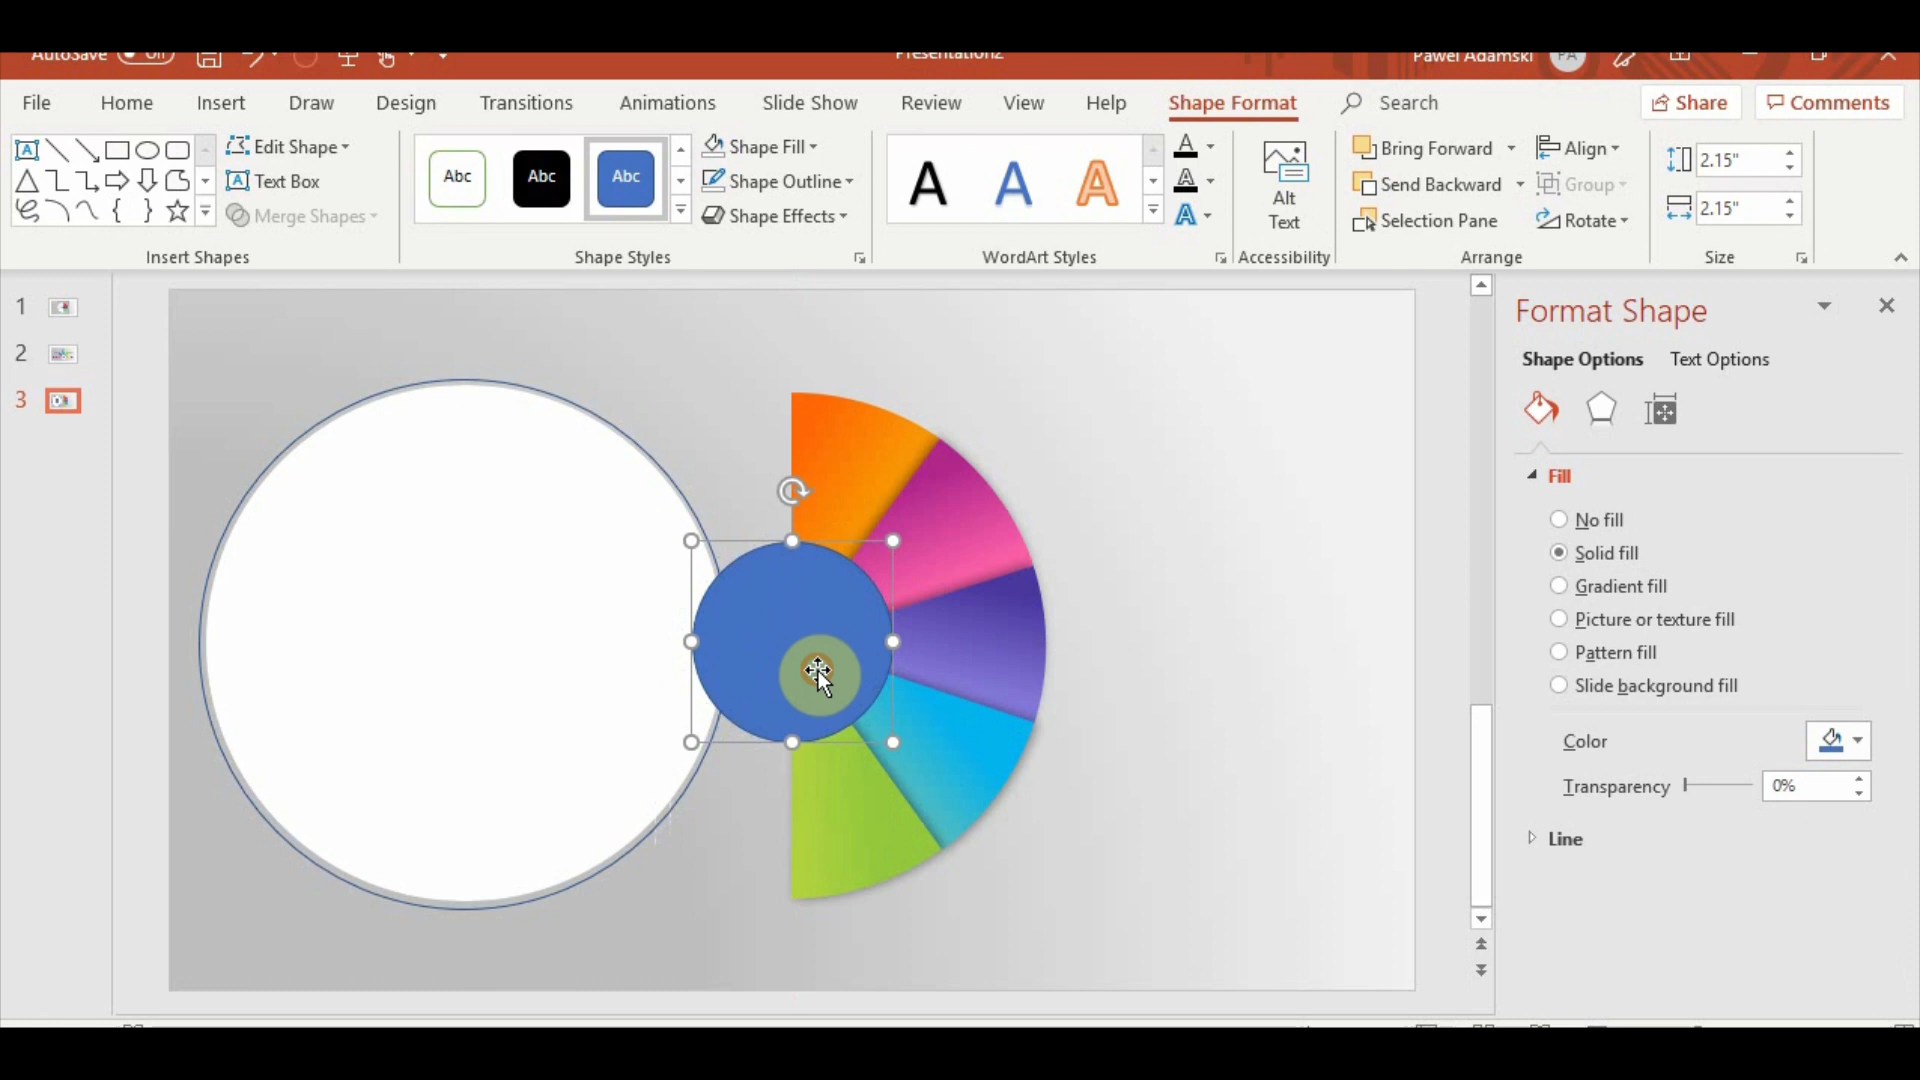 AutoSave Off Presentation2 Pawel Adamski PA
File Home Insert Draw Design Transitions Animations Slide Show Review View Help Shape Format Search Share Comments
Edit Shape
Text Box
Merge Shapes
Insert Shapes
Abc Abc Abc
Shape Fill
Shape Outline
Shape Effects
Shape Styles
A A A
WordArt Styles
Alt
Text
Accessibility
Bring Forward
Send Backward
Selection Pane
Align
Group
Rotate
Arrange
2.15"
2.15"
Size
1
2
3
Format Shape
Shape Options Text Options
Fill
No fill
Solid fill
Gradient fill
Picture or texture fill
Pattern fill
Slide background fill
Color
Transparency 0%
Line